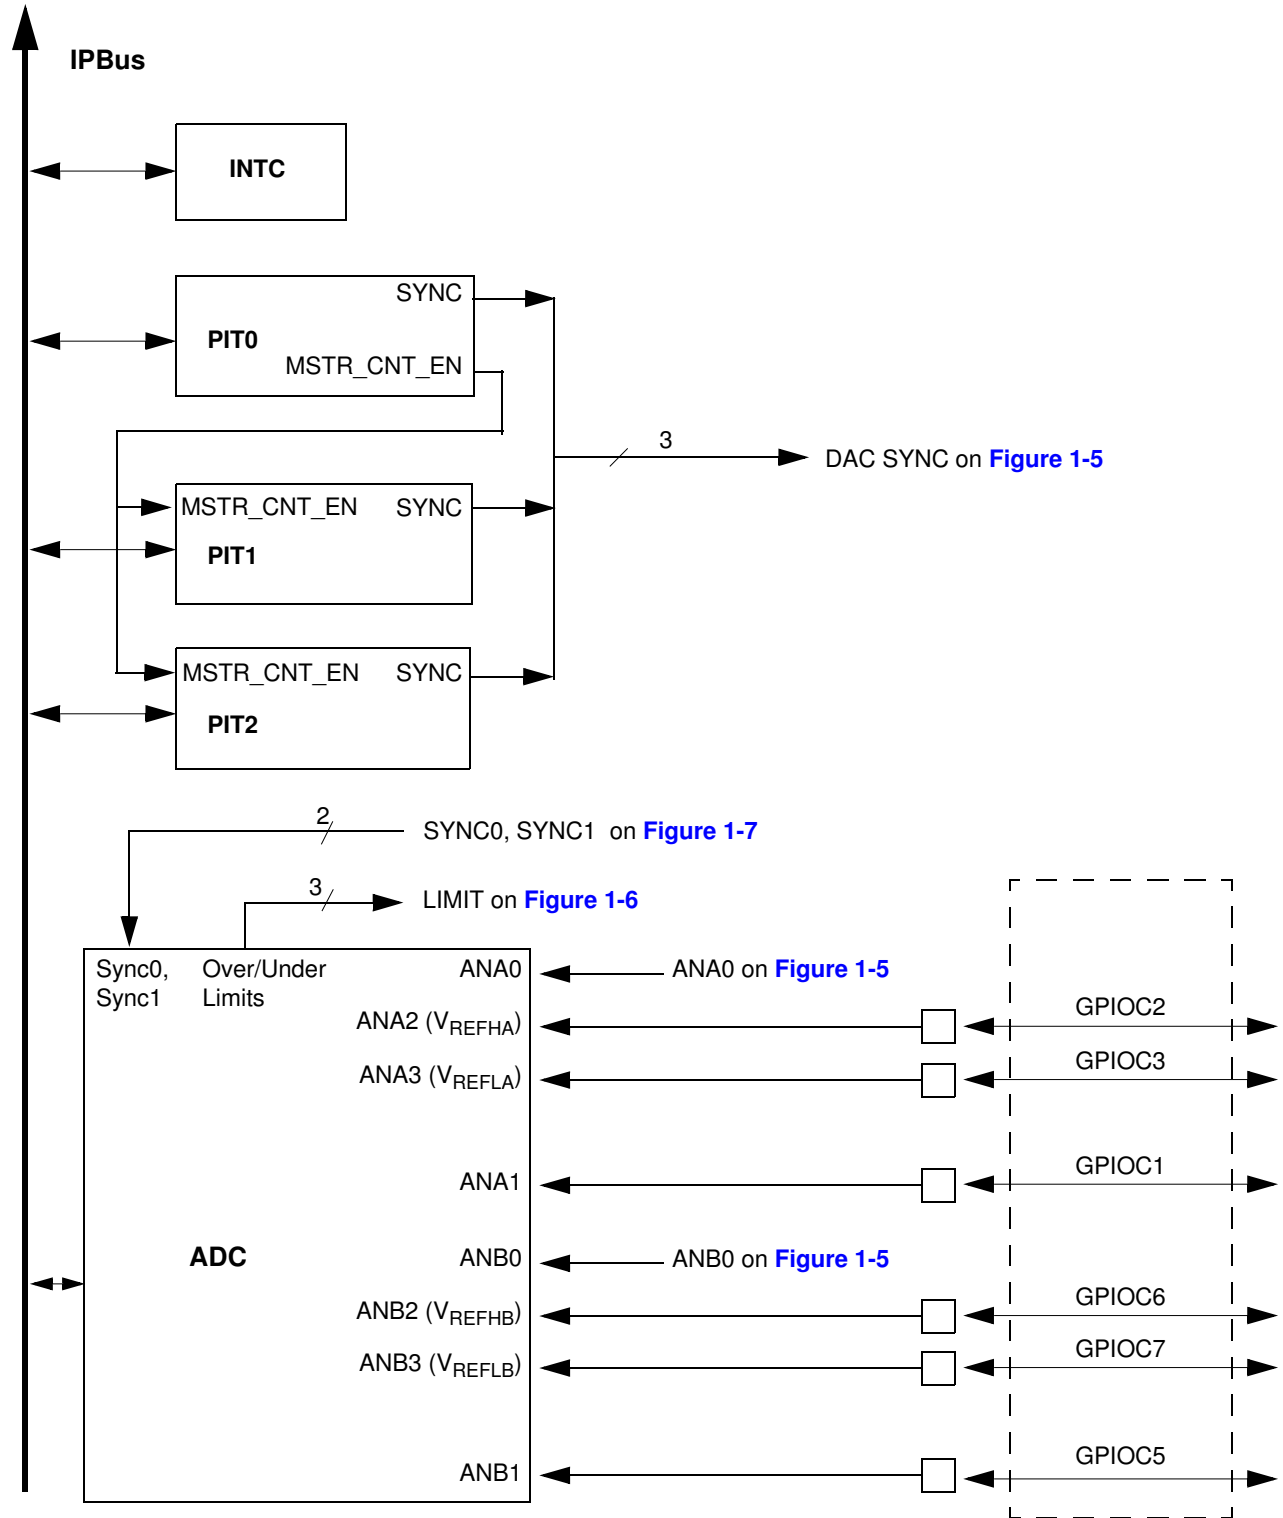 IPBus
INTC
SYNC
PIT0
MSTR_CNT_EN
3
DAC SYNC on Figure 1-5
MSTR_CNT_EN SYNC
PIT1
MSTR_CNT_EN SYNC
PIT2
2
SYNC0, SYNC1 on Figure 1-7
3
LIMIT on Figure 1-6
Sync0, Over/Under ANA0 ANA0 on Figure 1-5
Sync1 Limits
ANA2 (VREFHA) GPIOC2
ANA3 (VREFLA) GPIOC3
ANA1 GPIOC1
ADC ANB0 ANB0 on Figure 1-5
ANB2 (VREFHB) GPIOC6
ANB3 (VREFLB) GPIOC7
ANB1 GPIOC5